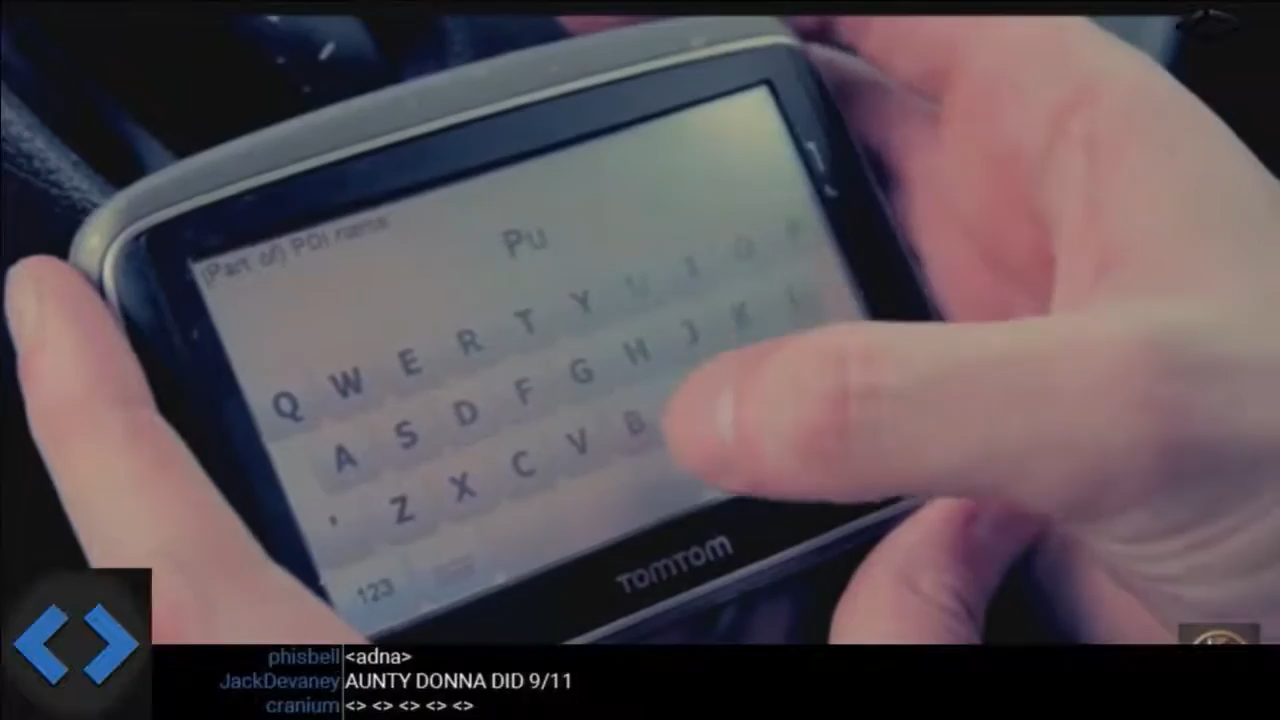 (Part of) POI name
Pu
Q W E R T Y U I O P
A S D F G H J K L
' Z X C V B
123
TOMTOM
phisbell <adna>
JackDevaney AUNTY DONNA DID 9/11
cranium <> <> <> <> <>